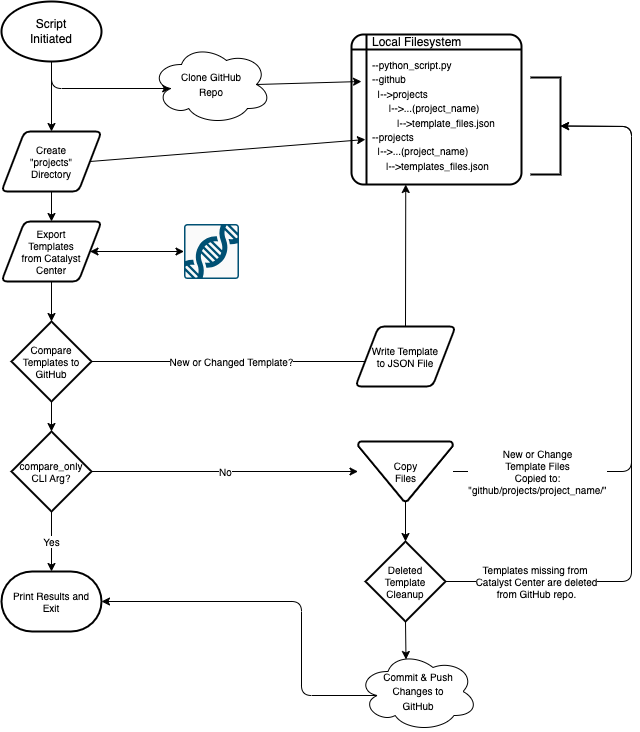 Script
Initiated
Clone GitHub
Repo
Local Filesystem
--python_script.py
--github
|-->projects
|-->...(project_name)
|-->template_files.json
--projects
|-->...(project_name)
|-->templates_files.json
Create
"projects"
Directory
Export
Templates
from Catalyst
Center
Compare
Templates to
GitHub
New or Changed Template?
Write Template
to JSON File
compare_only
CLI Arg?
No
Copy
Files
New or Change
Template Files
Copied to:
"github/projects/project_name/"
Yes
Deleted
Template
Cleanup
Templates missing from
Catalyst Center are deleted
from GitHub repo.
Print Results and
Exit
Commit & Push
Changes to
GitHub